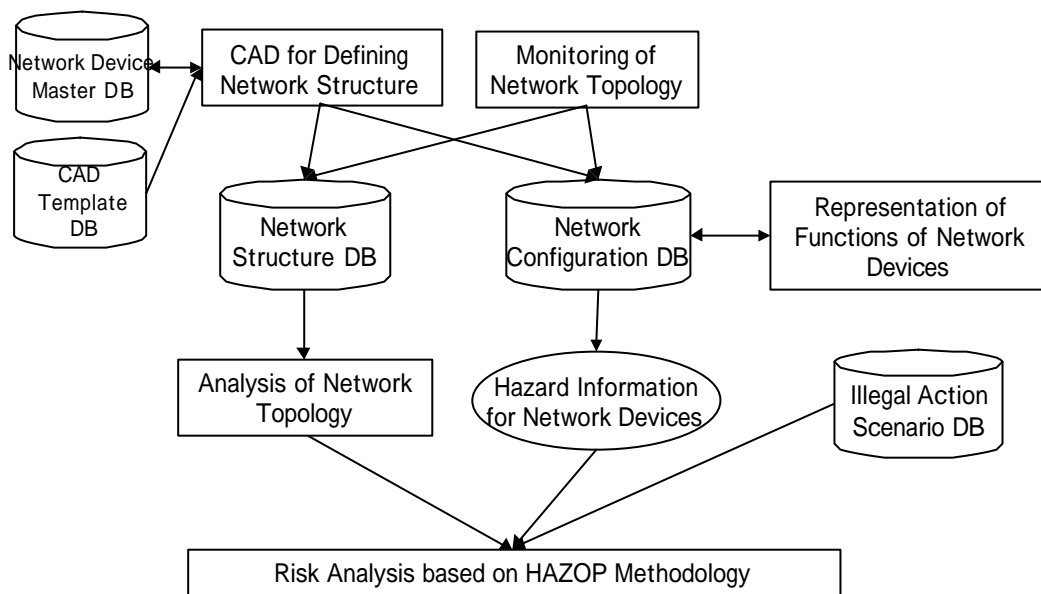 Network Device
Master DB
CAD for Defining
Network Structure
Monitoring of
Network Topology
CAD
Template
DB
Network
Structure DB
Network
Configuration DB
Representation of
Functions of Network
Devices
Analysis of Network
Topology
Hazard Information
for Network Devices
Illegal Action
Scenario DB
Risk Analysis based on HAZOP Methodology